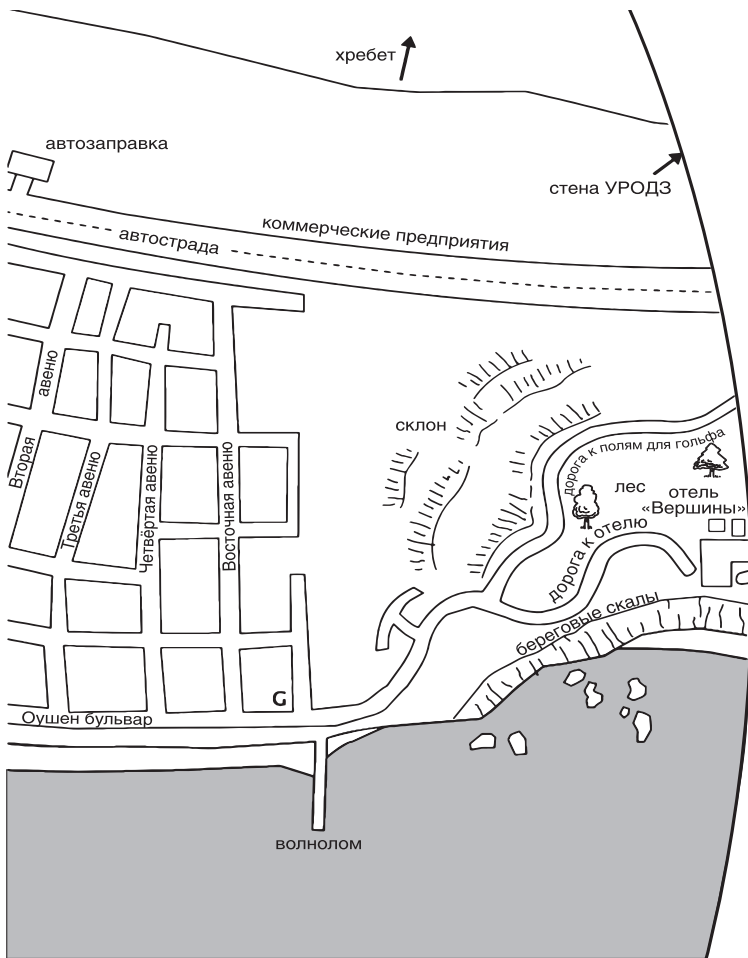 хребет
автозаправка
стена УРОДЗ
коммерческие предприятия
автострада
авеню
Вторая
Третья авеню
Четвёртая авеню
Восточная авеню
склон
дорога к полям для гольфа
лес
отель
«Вершины»
дорога к отелю
береговые скалы
G
Оушен бульвар
волнолом